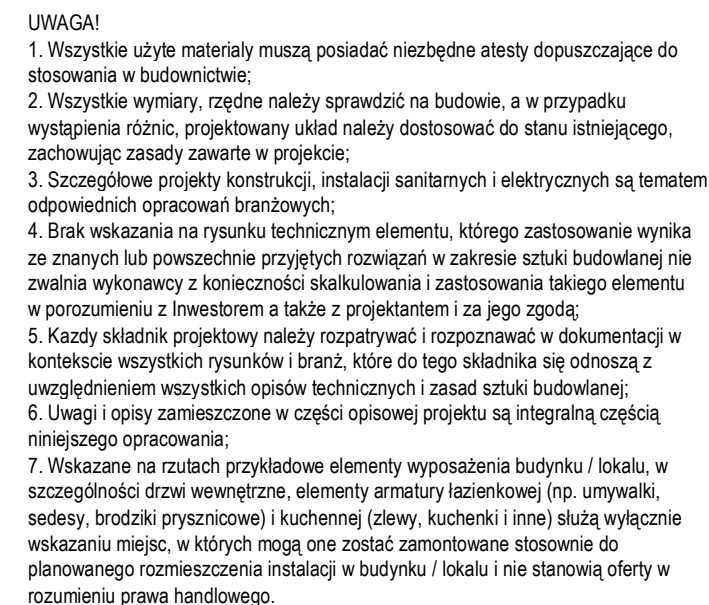 UWAGA!
1. Wszystkie użyte materialy muszą posiadać niezbędne atesty dopuszczające do
stosowania w budownictwie;
2. Wszystkie wymiary, rzędne należy sprawdzić na budowie, a w przypadku
wystąpienia różnic, projektowany układ należy dostosować do stanu istniejącego,
zachowując zasady zawarte w projekcie;
3. Szczegółowe projekty konstrukcji, instalacji sanitarnych i elektrycznych są tematem
odpowiednich opracowań branżowych;
4. Brak wskazania na rysunku technicznym elementu, którego zastosowanie wynika
ze znanych lub powszechnie przyjętych rozwiązań w zakresie sztuki budowlanej nie
zwalnia wykonawcy z konieczności skalkulowania i zastosowania takiego elementu
w porozumieniu z Inwestorem a także z projektantem i za jego zgodą;
5. Kazdy składnik projektowy należy rozpatrywać i rozpoznawać w dokumentacji w
kontekscie wszystkich rysunków i branż, które do tego składnika się odnoszą z
uwzględnieniem wszystkich opisów technicznych i zasad sztuki budowlanej;
6. Uwagi i opisy zamieszczone w części opisowej projektu są integralną częścią
niniejszego opracowania;
7. Wskazane na rzutach przykładowe elementy wyposażenia budynku / lokalu, w
szczególności drzwi wewnętrzne, elementy armatury łazienkowej (np. umywalki,
sedesy, brodziki prysznicowe) i kuchennej (zlewy, kuchenki i inne) służą wyłącznie
wskazaniu miejsc, w których mogą one zostać zamontowane stosownie do
planowanego rozmieszczenia instalacji w budynku / lokalu i nie stanowią oferty w
rozumieniu prawa handlowego.